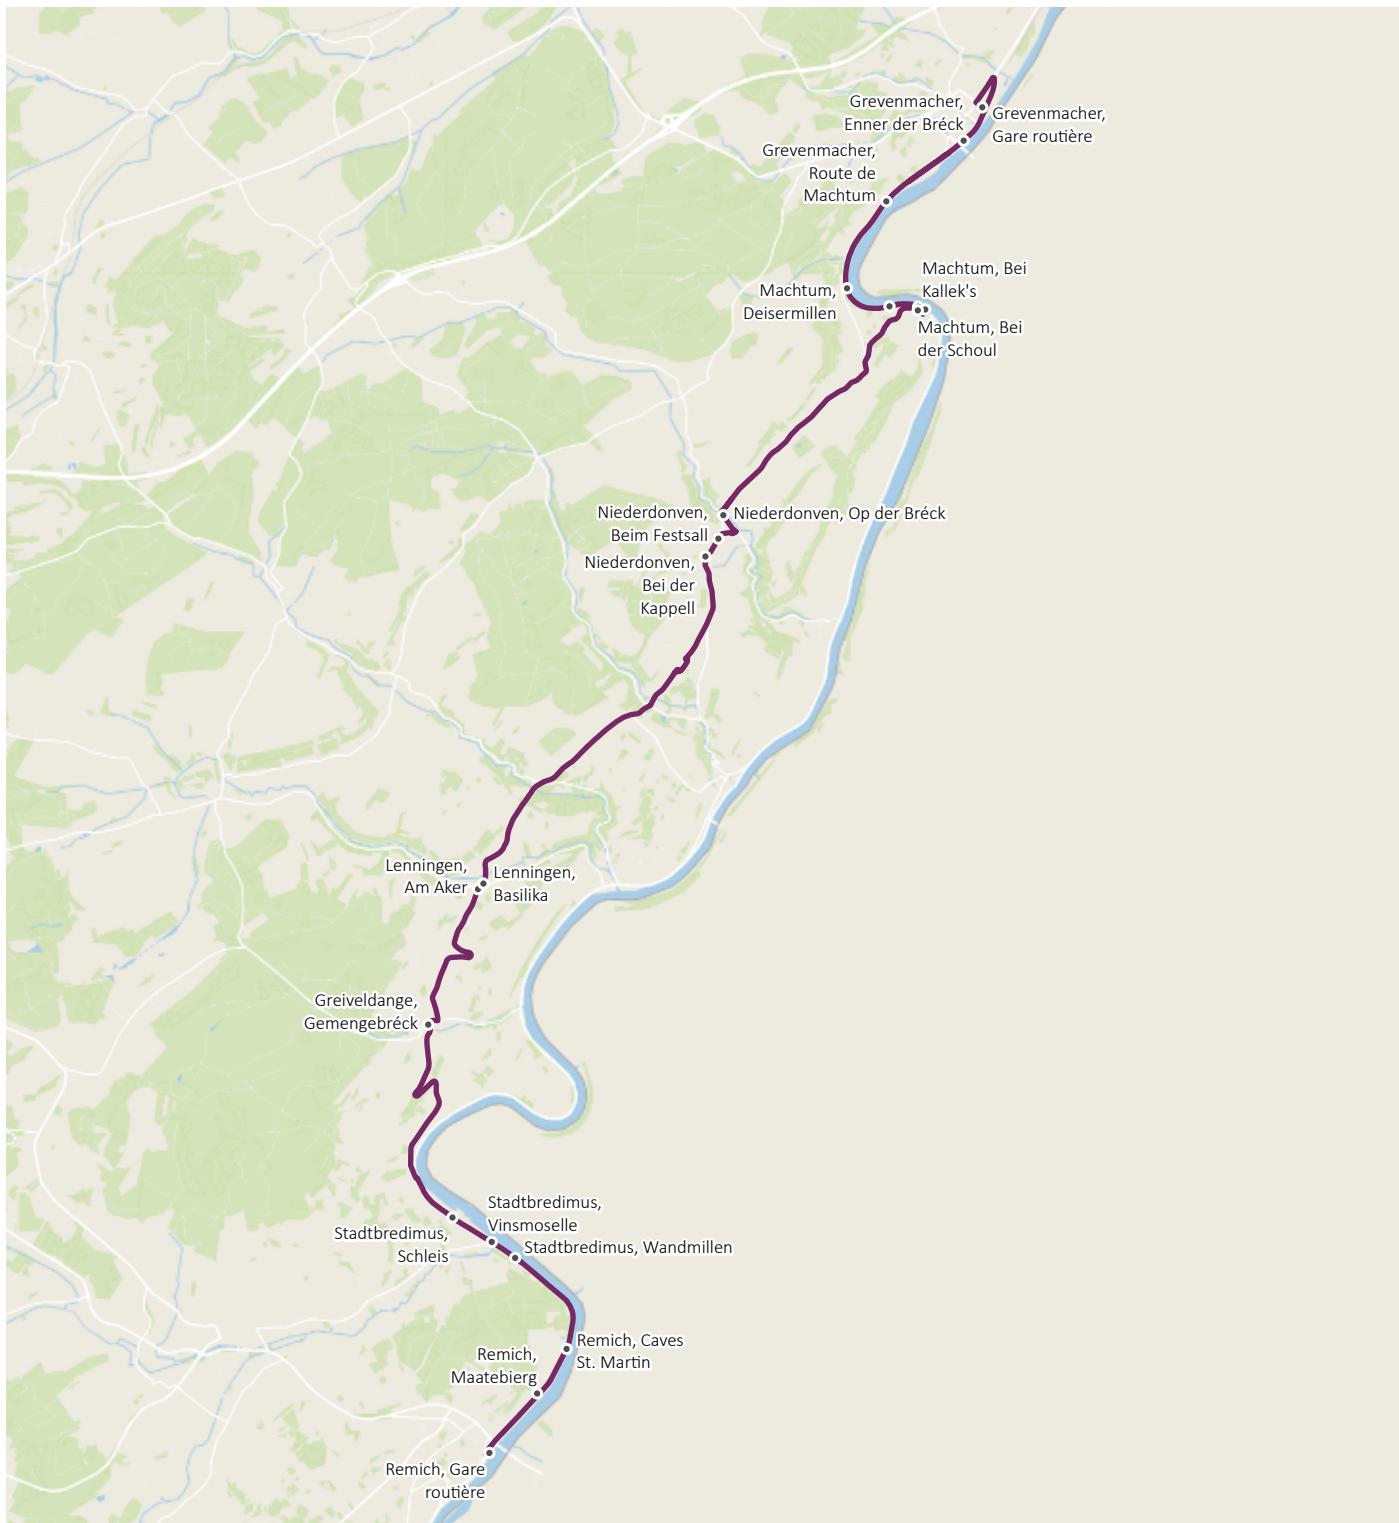 Grevenmacher,
Enner der Bréck
Grevenmacher,
Gare routière
Grevenmacher,
Route de
Machtum
Machtum, Bei
Kallek's
Machtum,
Deisermillen
Machtum, Bei
der Schoul
Niederdonven,
Beim Festsall
Niederdonven, Op der Bréck
Niederdonven,
Bei der
Kappell
Lenningen,
Am Aker
Lenningen,
Basilika
Greiveldange,
Gemengebréck
Stadtbredimus,
Vinsmoselle
Stadtbredimus,
Schleis
Stadtbredimus, Wandmillen
Remich, Caves
St. Martin
Remich,
Maatebierg
Remich, Gare
routière